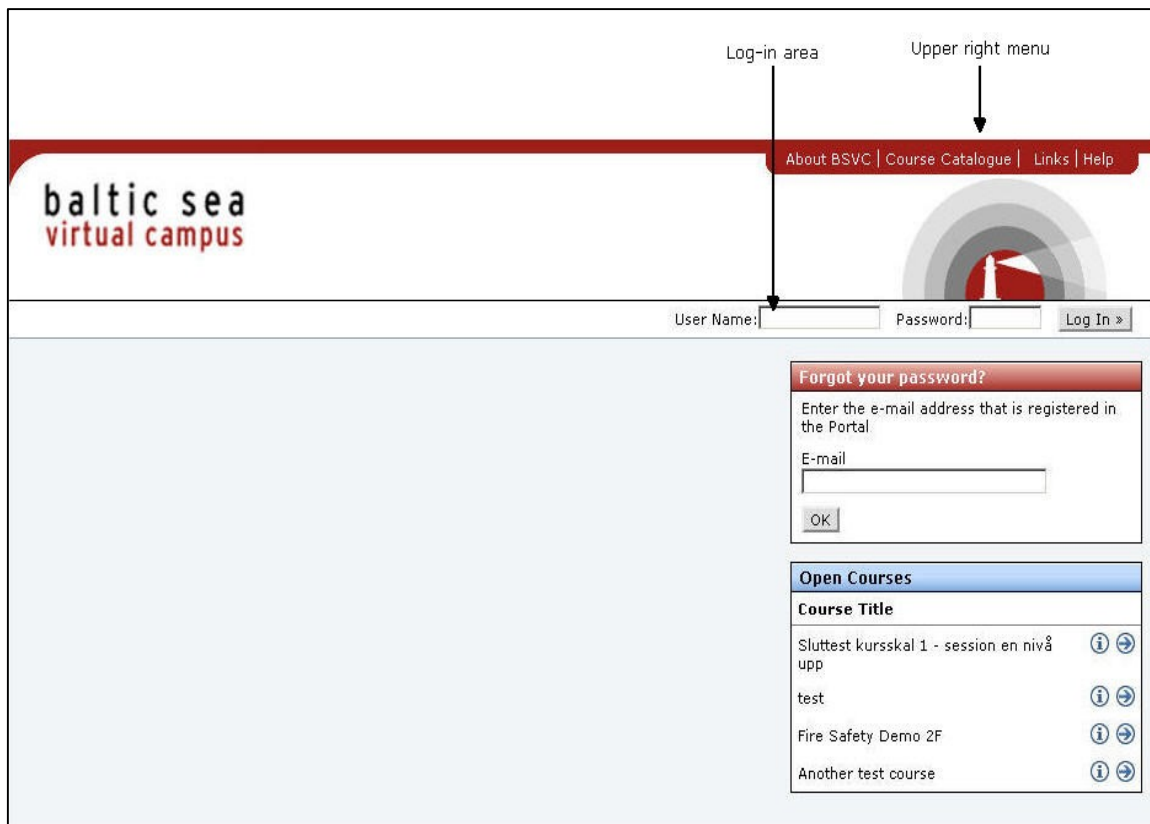 Log-in area
Upper right menu
About BSVC | Course Catalogue | Links | Help
baltic sea
virtual campus
User Name:
Password:
Log In »
Forgot your password?
Enter the e-mail address that is registered in
the Portal
E-mail
OK
Open Courses
Course Title
Sluttest kursskal 1 - session en nivå
upp
test
Fire Safety Demo 2F
Another test course